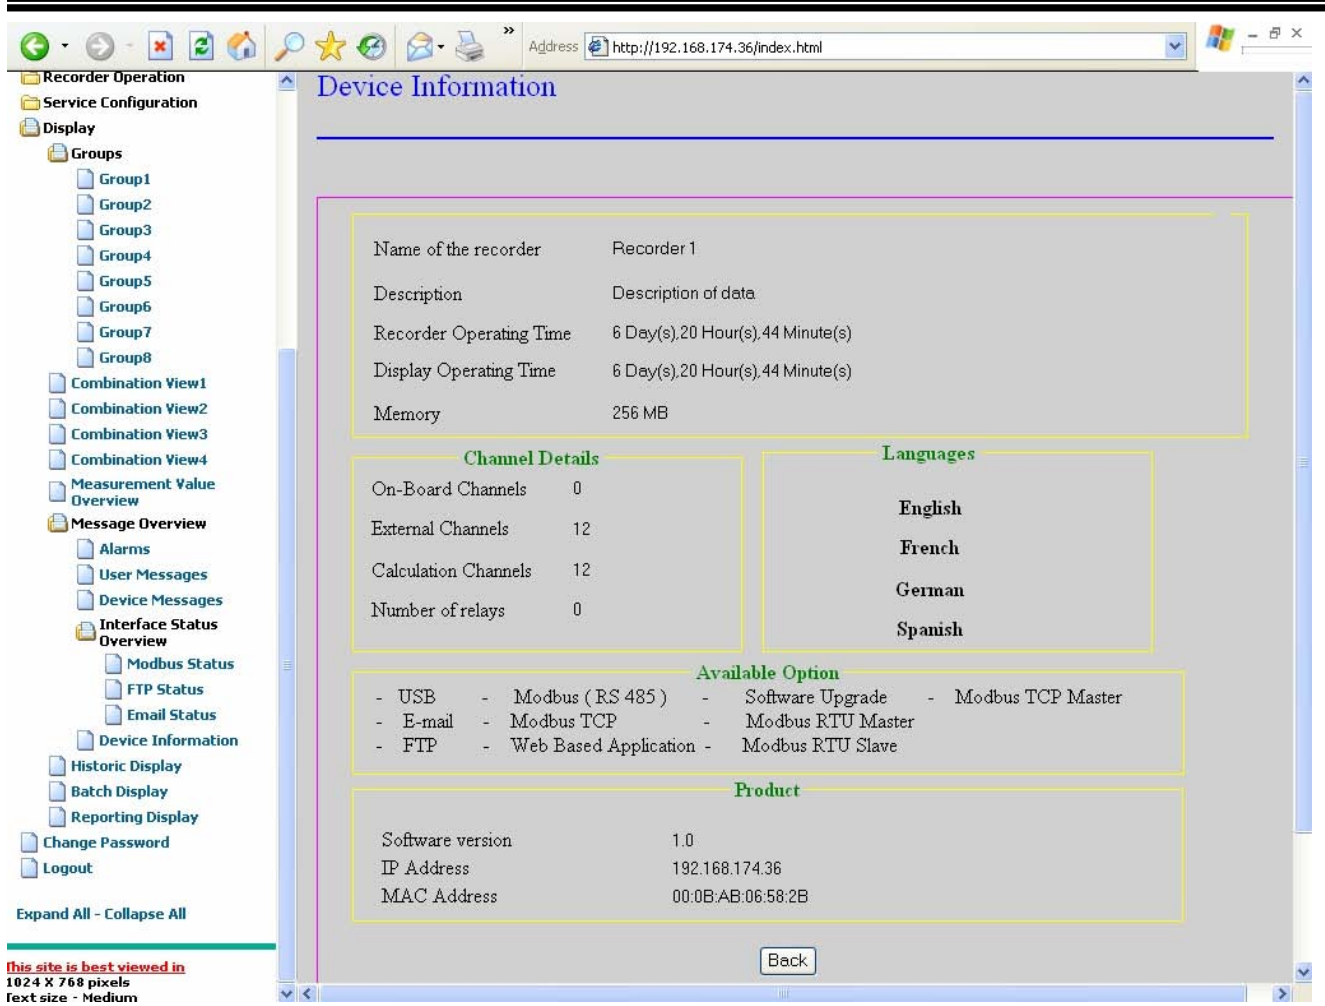 »
Address http://192.168.174.36/index.html
Recorder Operation
Service Configuration
Display
Groups
Group1
Group2
Group3
Group4
Group5
Group6
Group7
Group8
Combination View1
Combination View2
Combination View3
Combination View4
Measurement Value
Overview
Message Overview
Alarms
User Messages
Device Messages
Interface Status
Overview
Modbus Status
FTP Status
Email Status
Device Information
Historic Display
Batch Display
Reporting Display
Change Password
Logout
Expand All - Collapse All
This site is best viewed in
1024 X 768 pixels
Text size - Medium
Device Information
Name of the recorder Recorder 1
Description Description of data
Recorder Operating Time 6 Day(s),20 Hour(s),44 Minute(s)
Display Operating Time 6 Day(s),20 Hour(s),44 Minute(s)
Memory 256 MB
Channel Details
On-Board Channels 0
External Channels 12
Calculation Channels 12
Number of relays 0
Languages
English
French
German
Spanish
Available Option
- USB - Modbus ( RS 485 ) - Software Upgrade - Modbus TCP Master
- E-mail - Modbus TCP - Modbus RTU Master
- FTP - Web Based Application - Modbus RTU Slave
Product
Software version 1.0
IP Address 192.168.174.36
MAC Address 00:0B:AB:06:58:2B
Back